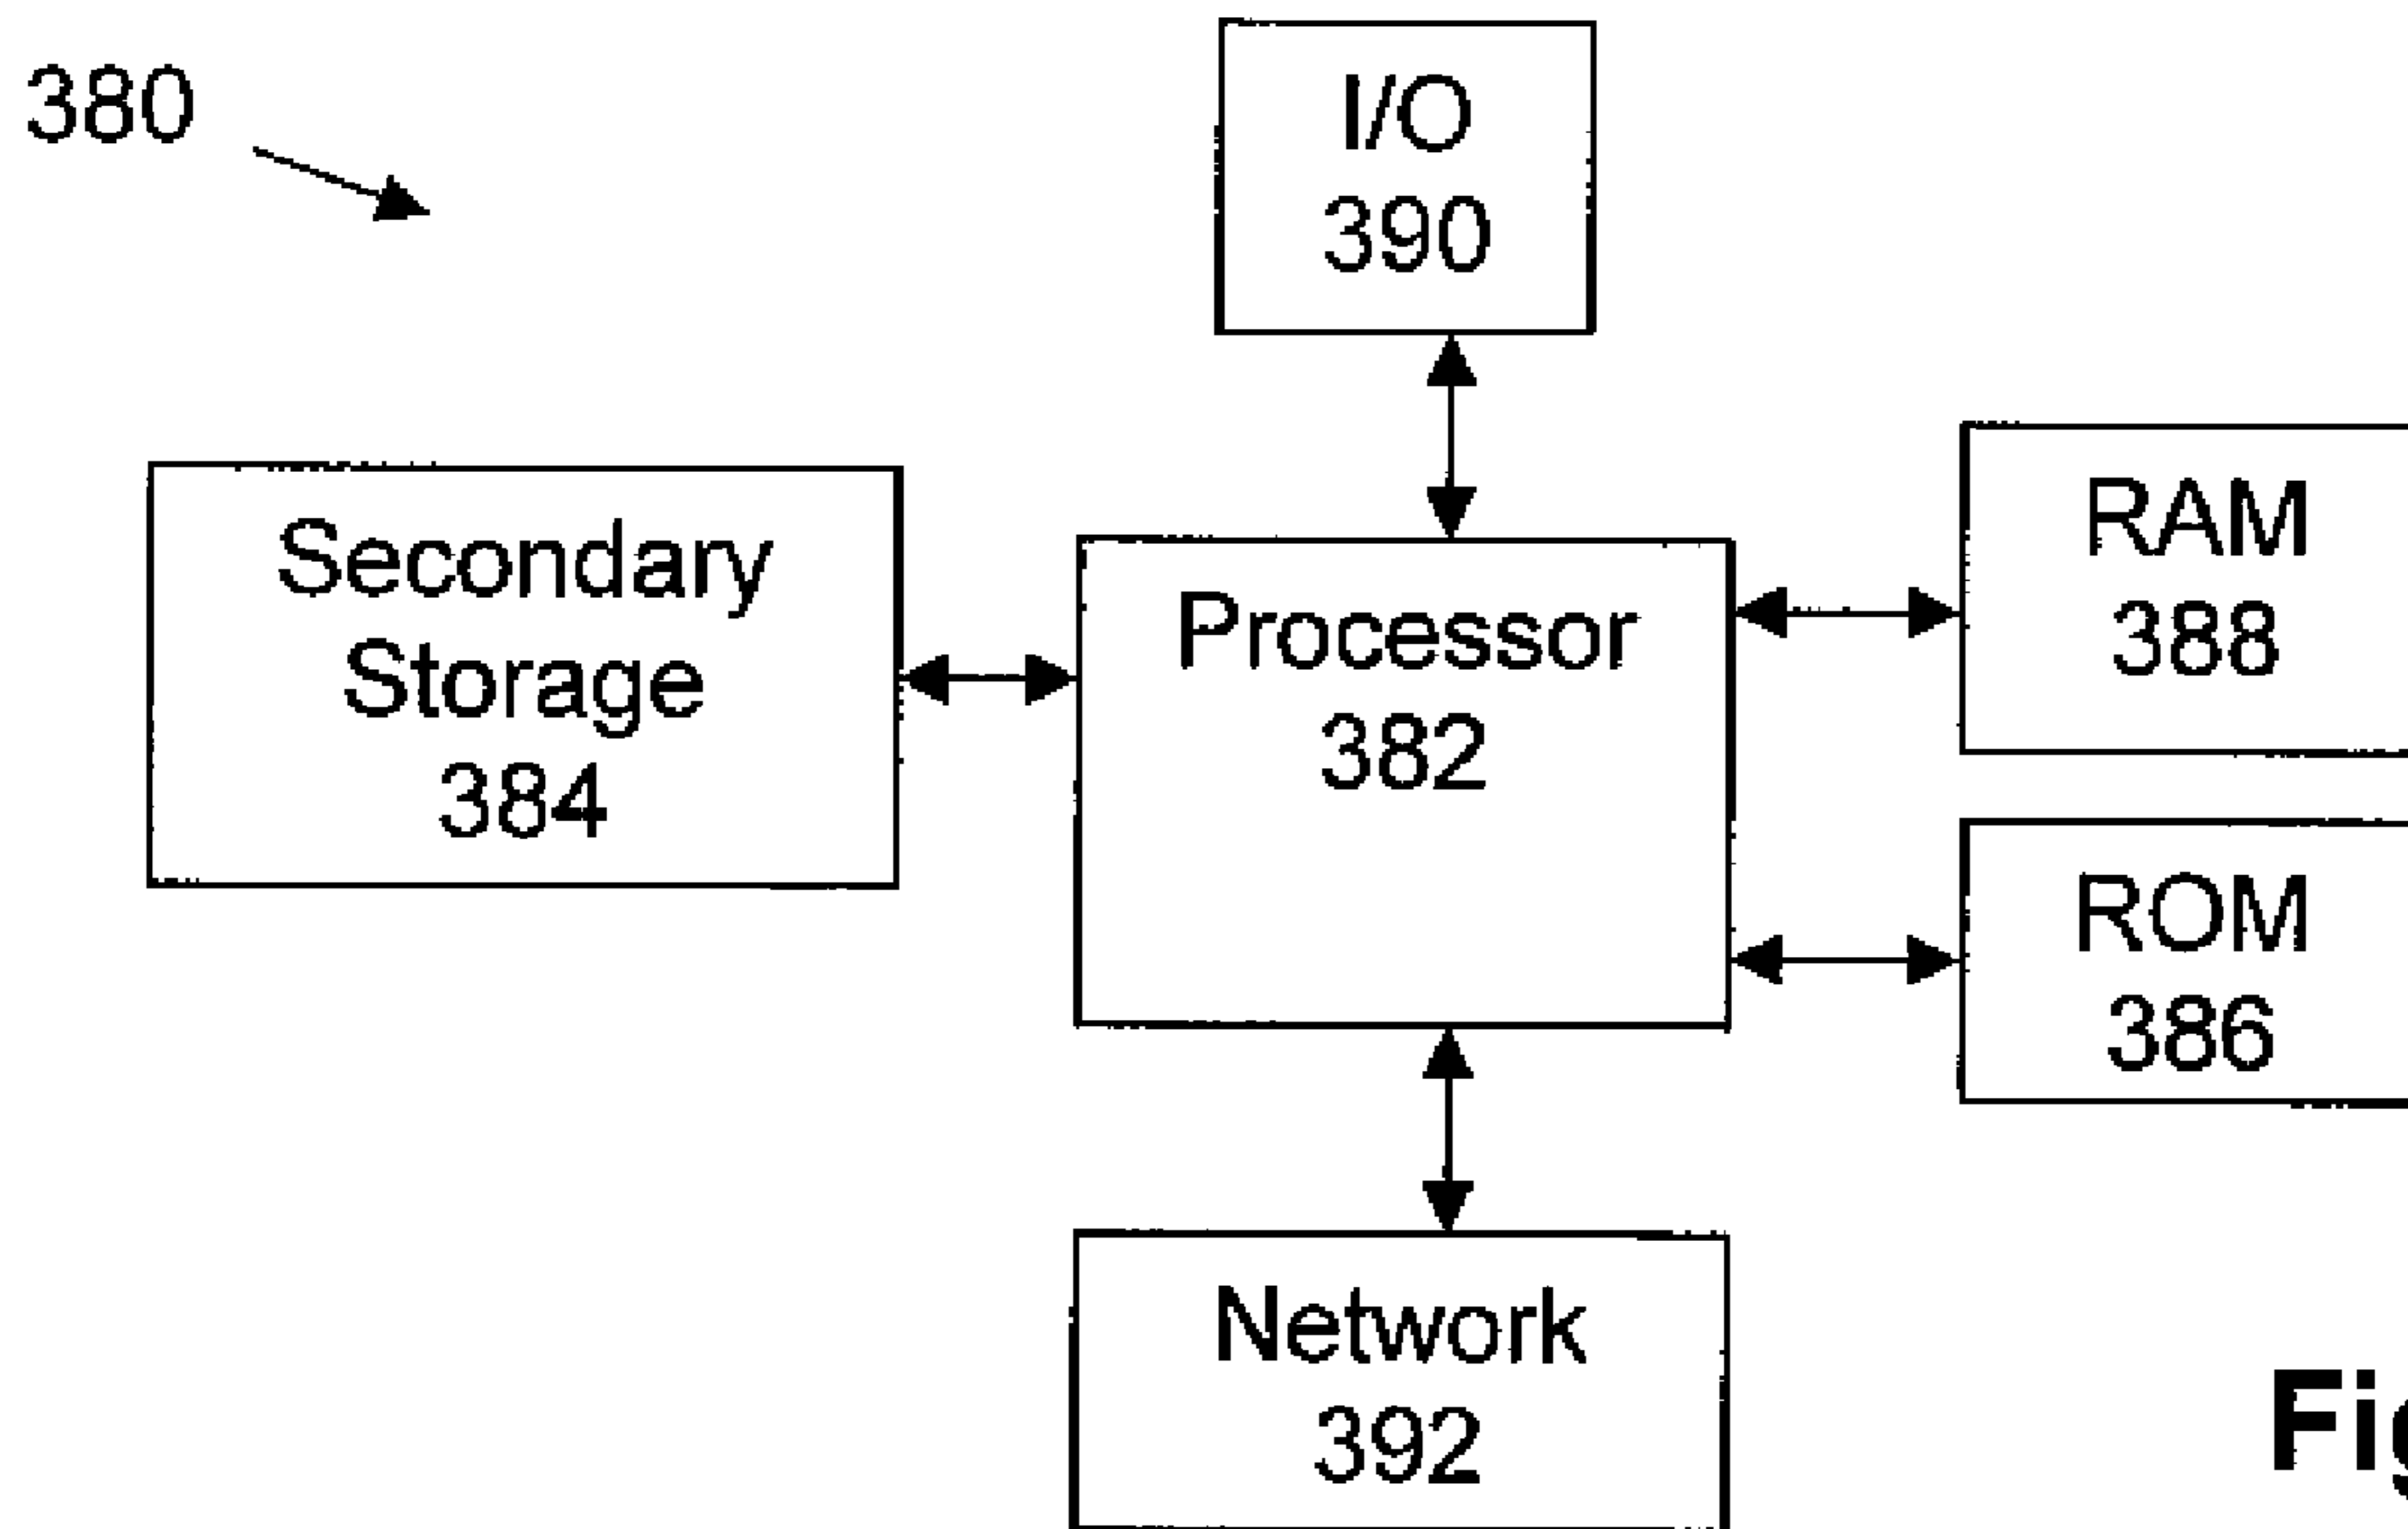 380
I/O
390
Secondary
Storage
384
Processor
382
RAM
388
ROM
386
Network
392